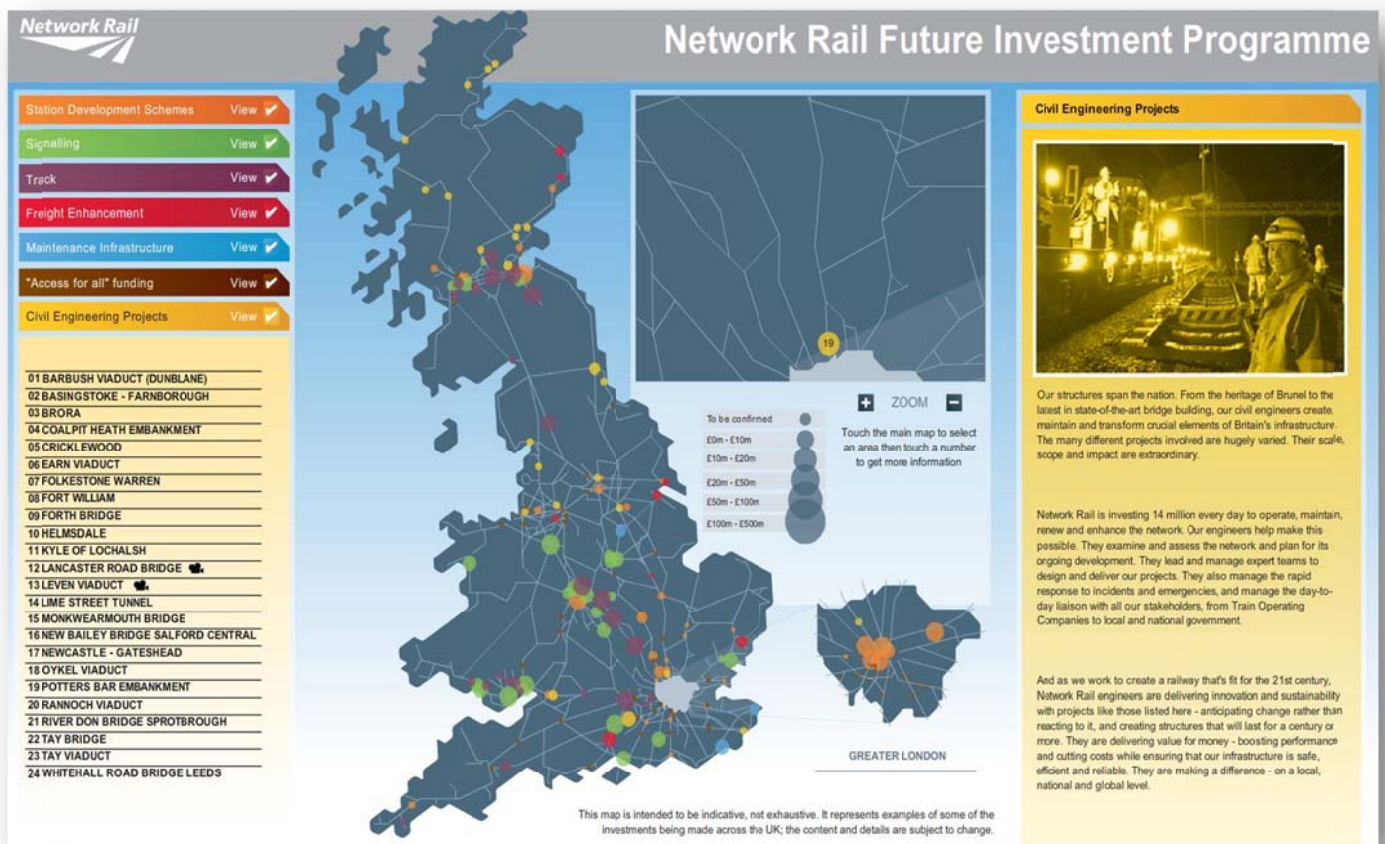 Network Rail
Network Rail Future Investment Programme
Station Development Schemes View
Signalling View
Track View
Freight Enhancement View
Maintenance Infrastructure View
"Access for all" funding View
Civil Engineering Projects View
01 BARBUSH VIADUCT (DUNBLANE)
02 BASINGSTOKE - FARNBOROUGH
03 BRORA
04 COALPIT HEATH EMBANKMENT
05 CRICKLEWOOD
06 EARN VIADUCT
07 FOLKESTONE WARREN
08 FORT WILLIAM
09 FORTH BRIDGE
10 HELMSDALE
11 KYLE OF LOCHALSH
12 LANCASTER ROAD BRIDGE
13 LEVEN VIADUCT
14 LIME STREET TUNNEL
15 MONKWEARMOUTH BRIDGE
16 NEW BAILEY BRIDGE SALFORD CENTRAL
17 NEWCASTLE - GATESHEAD
18 OYKEL VIADUCT
19 POTTERS BAR EMBANKMENT
20 RANNOCH VIADUCT
21 RIVER DON BRIDGE SPROTBROUGH
22 TAY BRIDGE
23 TAY VIADUCT
24 WHITEHALL ROAD BRIDGE LEEDS
19
To be confirmed
£0m - £10m
£10m - £20m
£20m - £50m
£50m - £100m
£100m - £500m
ZOOM
Touch the main map to select
an area then touch a number
to get more information
GREATER LONDON
This map is intended to be indicative, not exhaustive. It represents examples of some of the
investments being made across the UK; the content and details are subject to change.
Civil Engineering Projects
Our structures span the nation. From the heritage of Brunel to the
latest in state-of-the-art bridge building, our civil engineers create,
maintain and transform crucial elements of Britain's infrastructure.
The many different projects involved are hugely varied. Their scale,
scope and impact are extraordinary.
Network Rail is investing 14 million every day to operate, maintain,
renew and enhance the network. Our engineers help make this
possible. They examine and assess the network and plan for its
ongoing development. They lead and manage expert teams to
design and deliver our projects. They also manage the rapid
response to incidents and emergencies, and manage the day-to-
day liaison with all our stakeholders, from Train Operating
Companies to local and national government.
And as we work to create a railway that's fit for the 21st century,
Network Rail engineers are delivering innovation and sustainability
with projects like those listed here - anticipating change rather than
reacting to it, and creating structures that will last for a century or
more. They are delivering value for money - boosting performance
and cutting costs while ensuring that our infrastructure is safe,
efficient and reliable. They are making a difference - on a local,
national and global level.